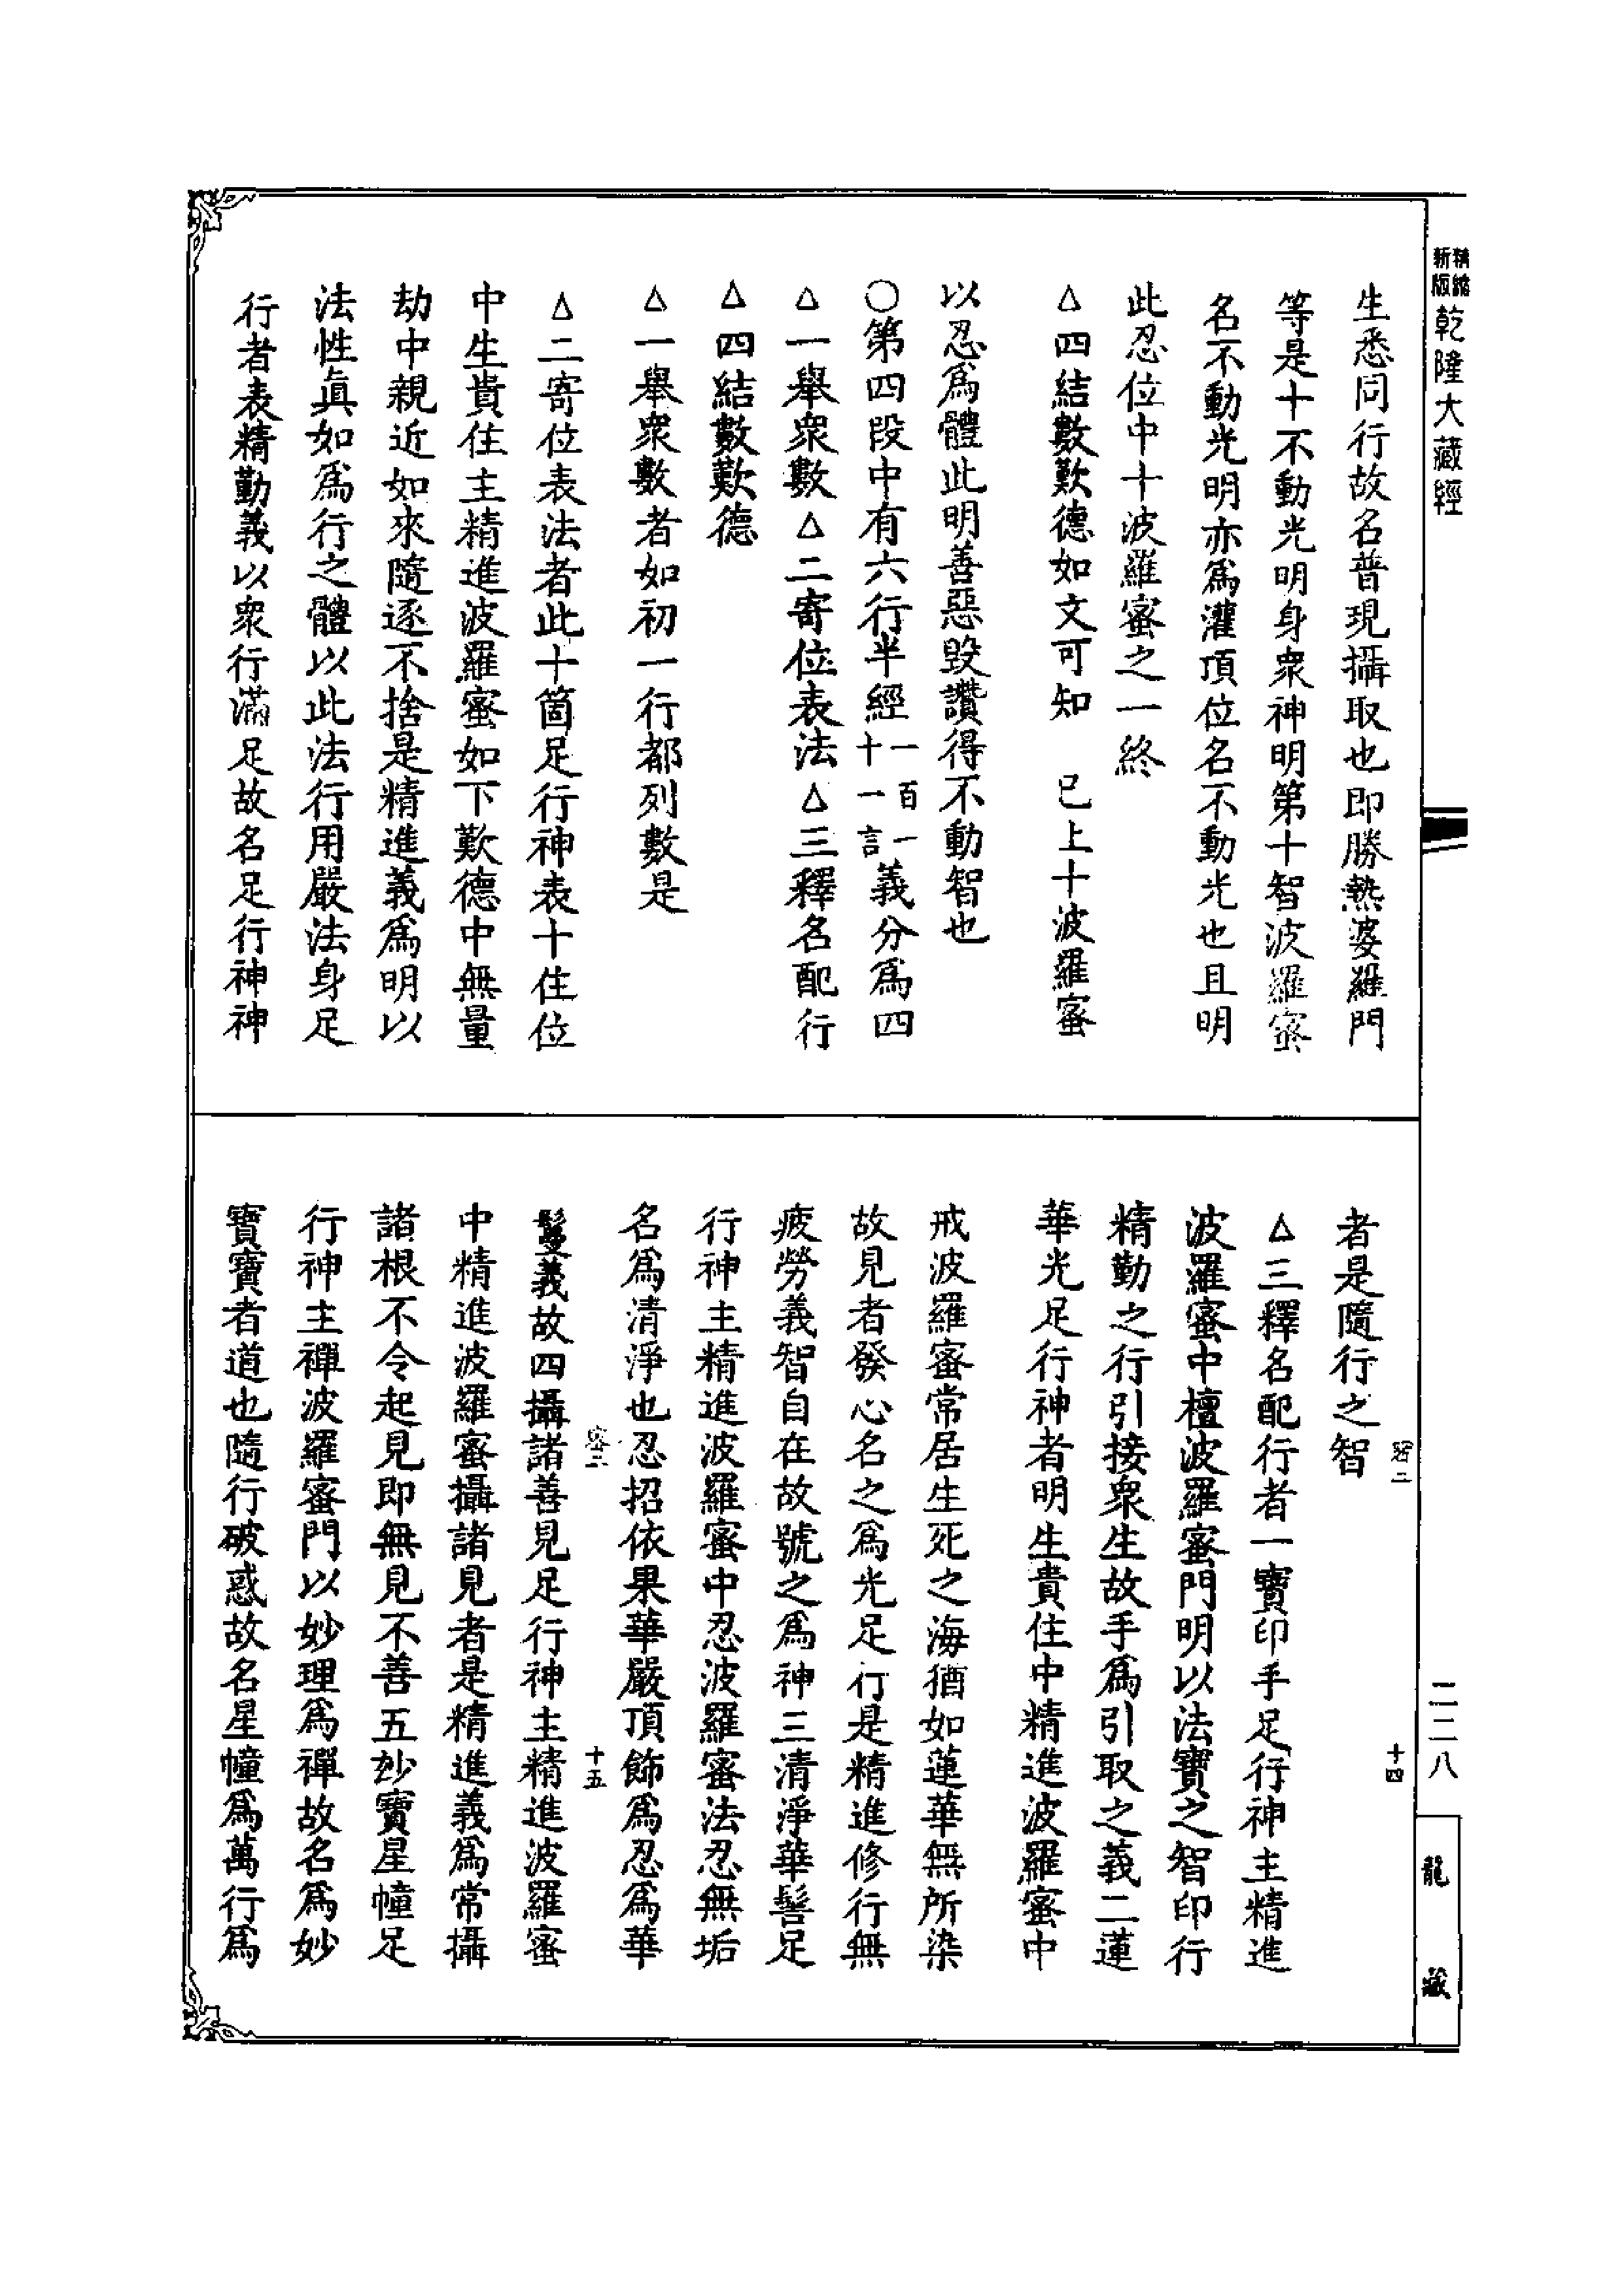 精縮新版乾隆大藏經
生悉同行故名普現攝取也即勝熱婆羅門
等是十不動光明身衆神明第十智波羅蜜
名不動光明亦爲灌頂位名不動光也且明
此忍位中十波羅蜜之一終
△四結數歎德如文可知　已上十波羅蜜
以忍爲體此明善惡毀讚得不動智也
○第四段中有六行半經一百一十一言義分爲四
△一舉衆數△二寄位表法△三釋名配行
△四結數歎德
△一舉衆數者如初一行都列數是
△二寄位表法者此十箇足行神表十住位
中生貴住主精進波羅蜜如下歎德中無量
劫中親近如來隨逐不捨是精進義爲明以
法性眞如爲行之體以此法行用嚴法身足
行者表精勤義以衆行滿足故名足行神神
者是隨行之智
十四
△三釋名配行者一寶印手足行神主精進
波羅蜜中檀波羅蜜門明以法寶之智印行
精勤之行引接衆生故手爲引取之義二蓮
華光足行神者明生貴住中精進波羅蜜中
戒波羅蜜常居生死之海猶如蓮華無所染
故見者發心名之爲光足行是精進修行無
疲勞義智自在故號之爲神三清淨華髻足
行神主精進波羅蜜中忍波羅蜜法忍無垢
名爲清淨也忍招依果華嚴頂飾爲忍爲華
十五
鬘義故四攝諸善見足行神主精進波羅蜜
中精進波羅蜜攝諸見者是精進義爲常攝
諸根不令起見即無見不善五妙寶星幢足
行神主禪波羅蜜門以妙理爲禪故名爲妙
寶寶者道也隨行破惑故名星幢爲萬行爲
二二八
龍藏